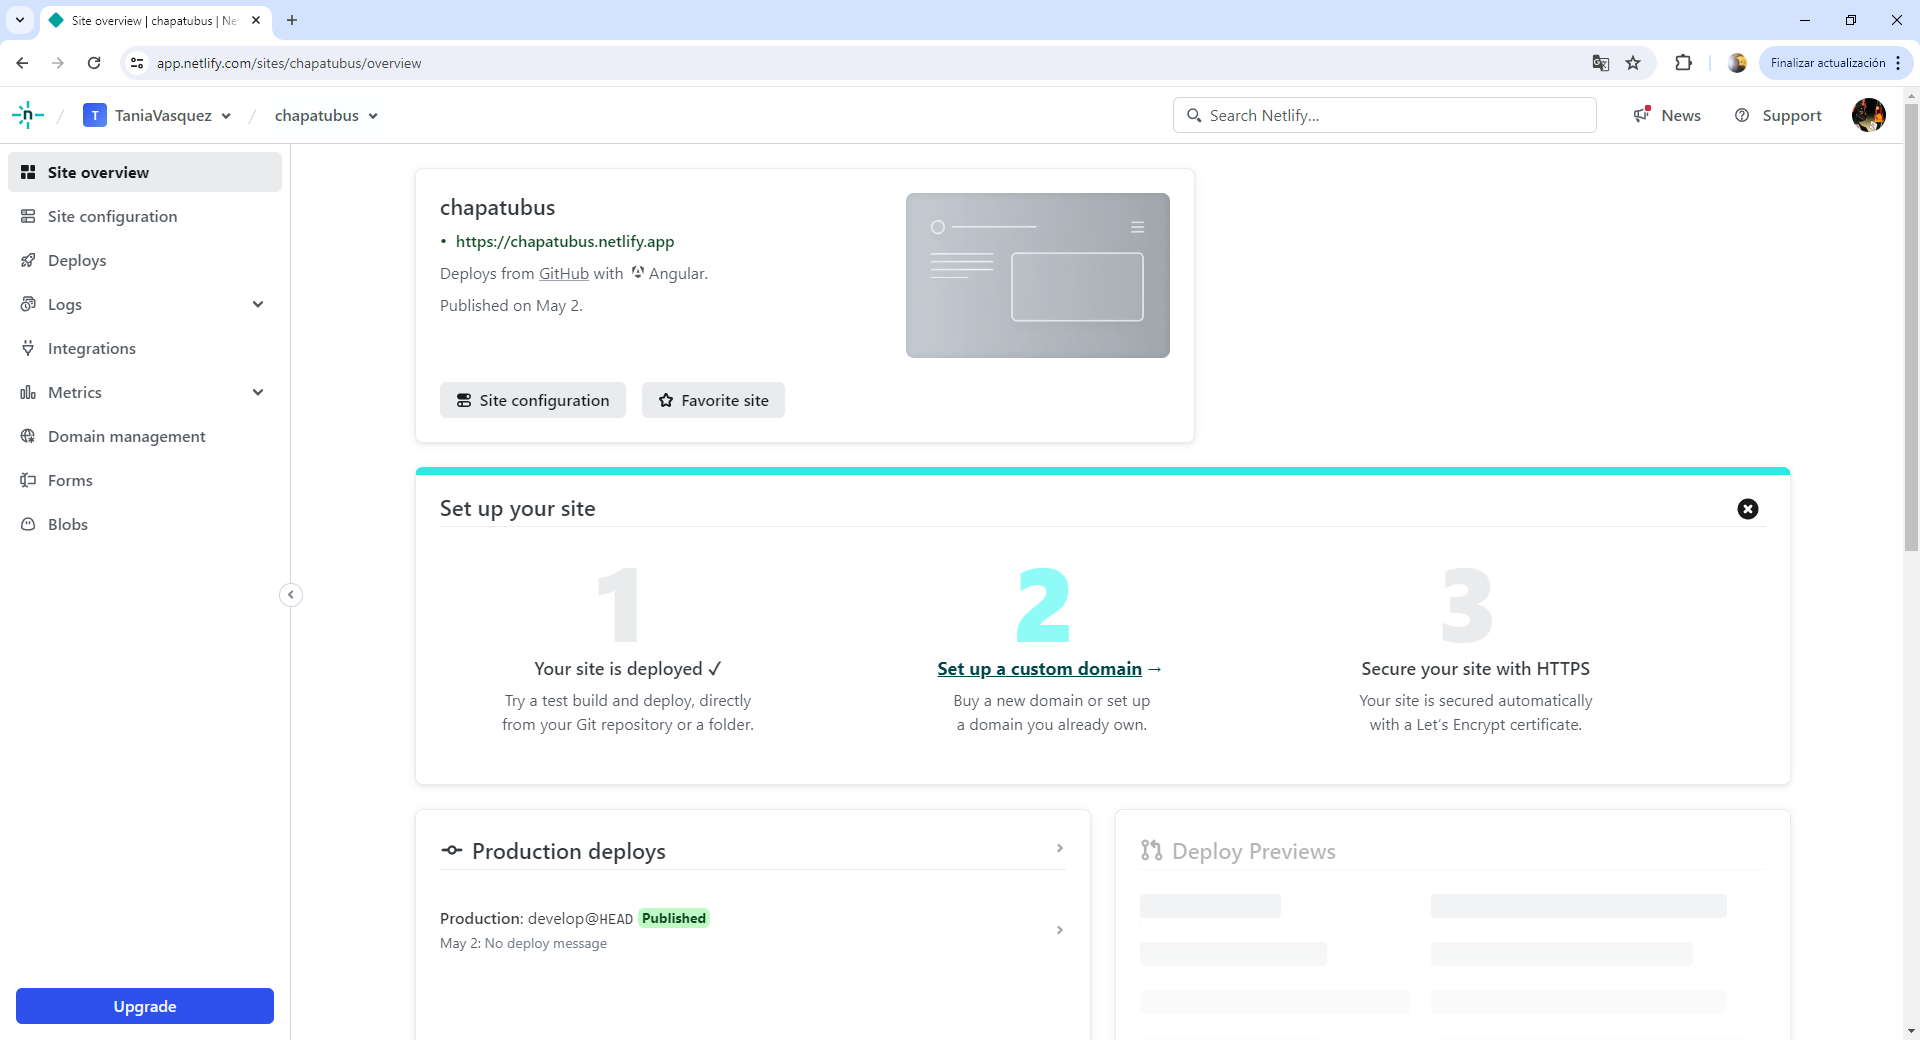 Site overview | chapatubus | Ne
app.netlify.com/sites/chapatubus/overview
Finalizar actualización
n
T TaniaVasquez
chapatubus
Search Netlify...
News
Support
Site overview
Site configuration
Deploys
Logs
Integrations
Metrics
Domain management
Forms
Blobs
Upgrade
chapatubus
• https://chapatubus.netlify.app
Deploys from GitHub with Angular.
Published on May 2.
Site configuration
Favorite site
Set up your site
1
Your site is deployed ✓
Try a test build and deploy, directly
from your Git repository or a folder.
2
Set up a custom domain →
Buy a new domain or set up
a domain you already own.
3
Secure your site with HTTPS
Your site is secured automatically
with a Let’s Encrypt certificate.
Production deploys
Production: develop@HEAD Published
May 2: No deploy message
Deploy Previews